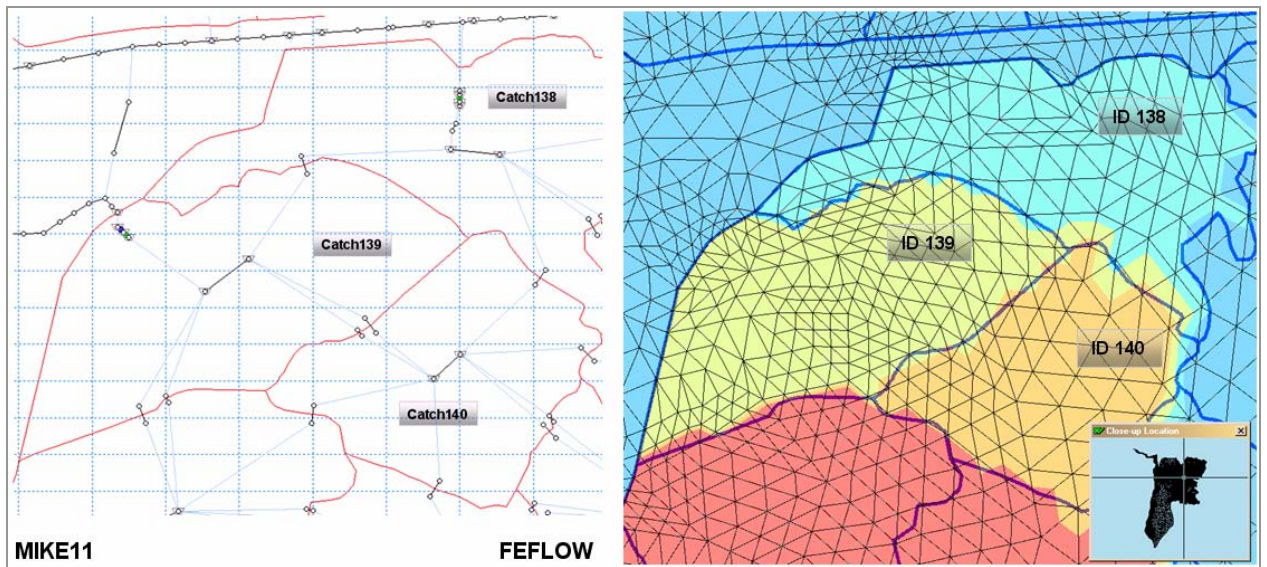 Catch138
ID 138
Catch139
ID 139
ID 140
Catch140
Close-up Location
MIKE11
FEFLOW